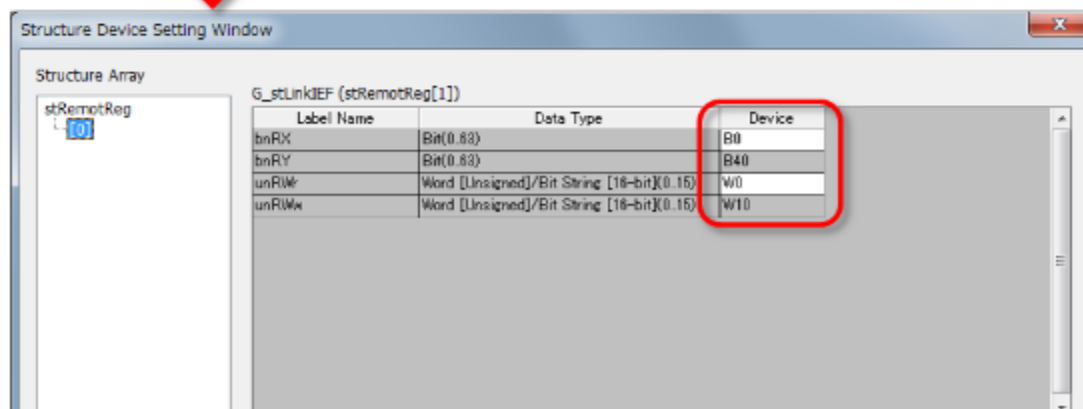 Structure Device Setting Window
Structure Array
stRemotReg
[0]
G_stLinkIEF (stRemotReg[1])
Label Name Data Type Device
bnRX Bit(0..63) B0
bnRY Bit(0..63) B40
unRWr Word [Unsigned]/Bit String [16-bit](0..15) W0
unRWw Word [Unsigned]/Bit String [16-bit](0..15) W10